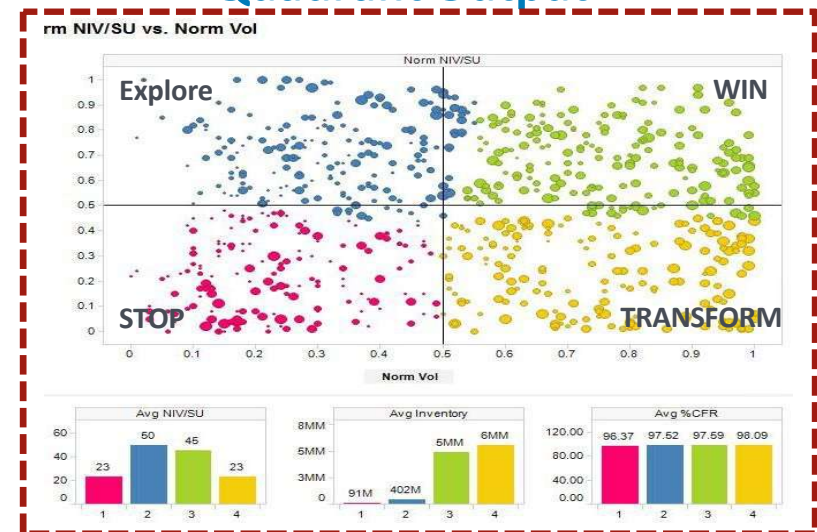 rm NIV/SU vs. Norm Vol
Norm NIV/SU
Explore
WIN
STOP
TRANSFORM
1
0.9
0.8
0.7
0.6
0.5
0.4
0.3
0.2
0.1
0
0 0.1 0.2 0.3 0.4 0.5 0.6 0.7 0.8 0.9 1
Norm Vol
Avg NIV/SU
60
40
20
0
23 50 45 23
1 2 3 4
Avg Inventory
8MM
5MM
3MM
0
91M 402M 5MM 6MM
1 2 3 4
Avg %CFR
120.00
80.00
40.00
0.00
96.37 97.52 97.59 98.09
1 2 3 4